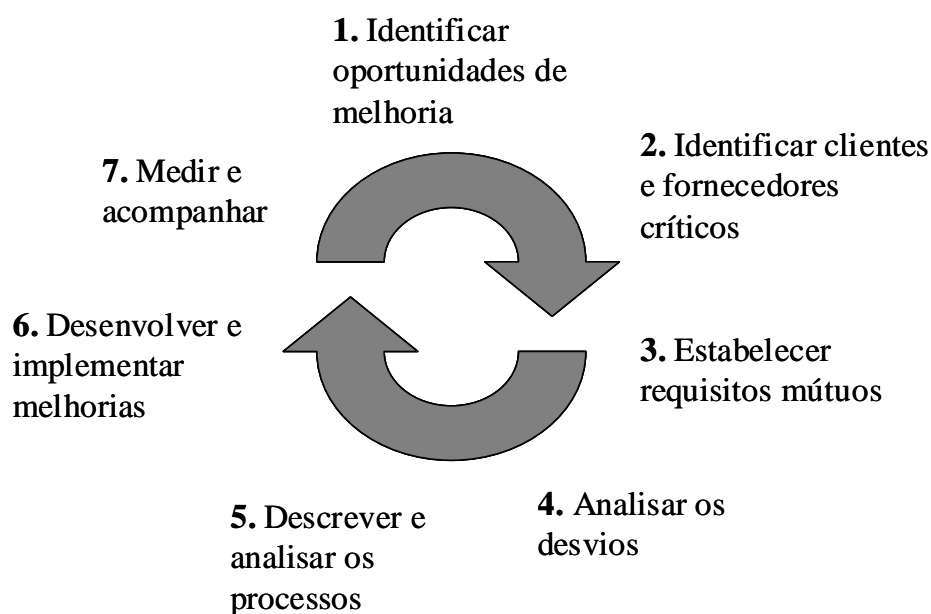 1. Identificar
oportunidades de
melhoria
2. Identificar clientes
e fornecedores
críticos
3. Estabelecer
requisitos mútuos
4. Analisar os
desvios
5. Descrever e
analisar os
processos
6. Desenvolver e
implementar
melhorias
7. Medir e
acompanhar